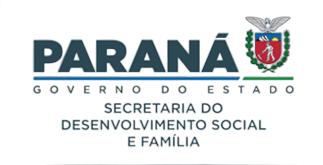 PARANÁ
GOVERNO DO ESTADO
SECRETARIA DO
DESENVOLVIMENTO SOCIAL
E FAMÍLIA